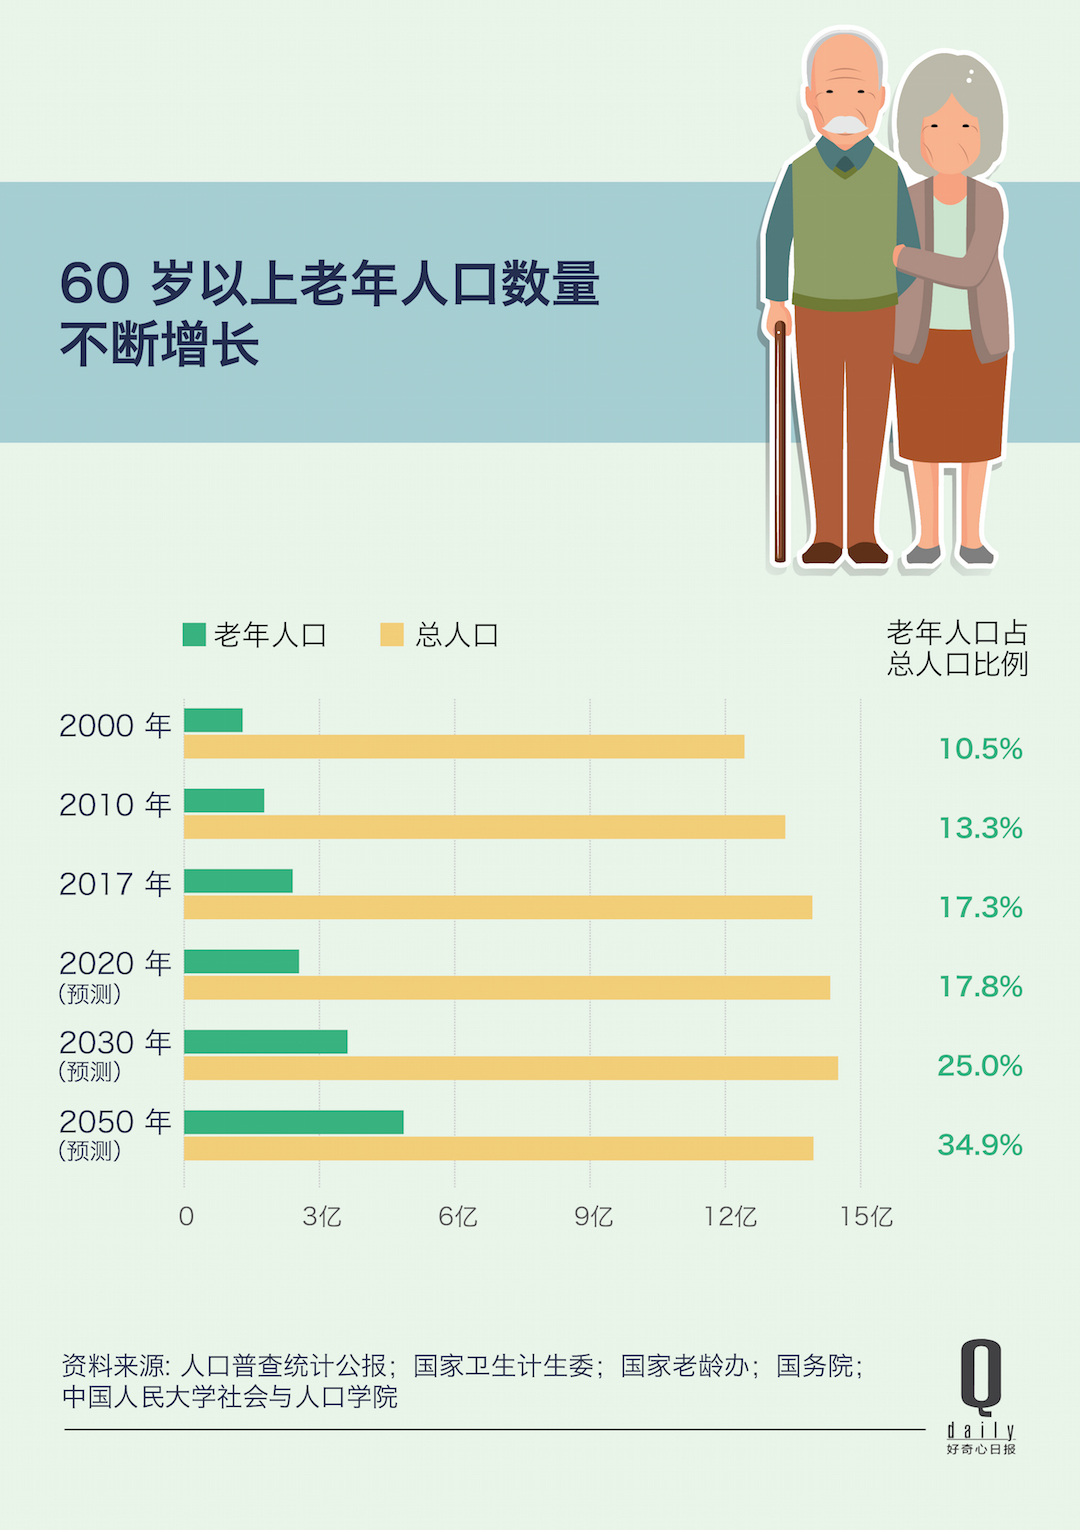 60 岁以上老年人口数量
不断增长
老年人口
总人口
老年人口占
总人口比例
2000 年
10.5%
2010 年
13.3%
2017 年
17.3%
2020 年
(预测)
17.8%
2030 年
(预测)
25.0%
2050 年
(预测)
34.9%
0
3亿
6亿
9亿
12亿
15亿
资料来源: 人口普查统计公报；国家卫生计生委；国家老龄办；国务院；
中国人民大学社会与人口学院
Q
daily
好奇心日报